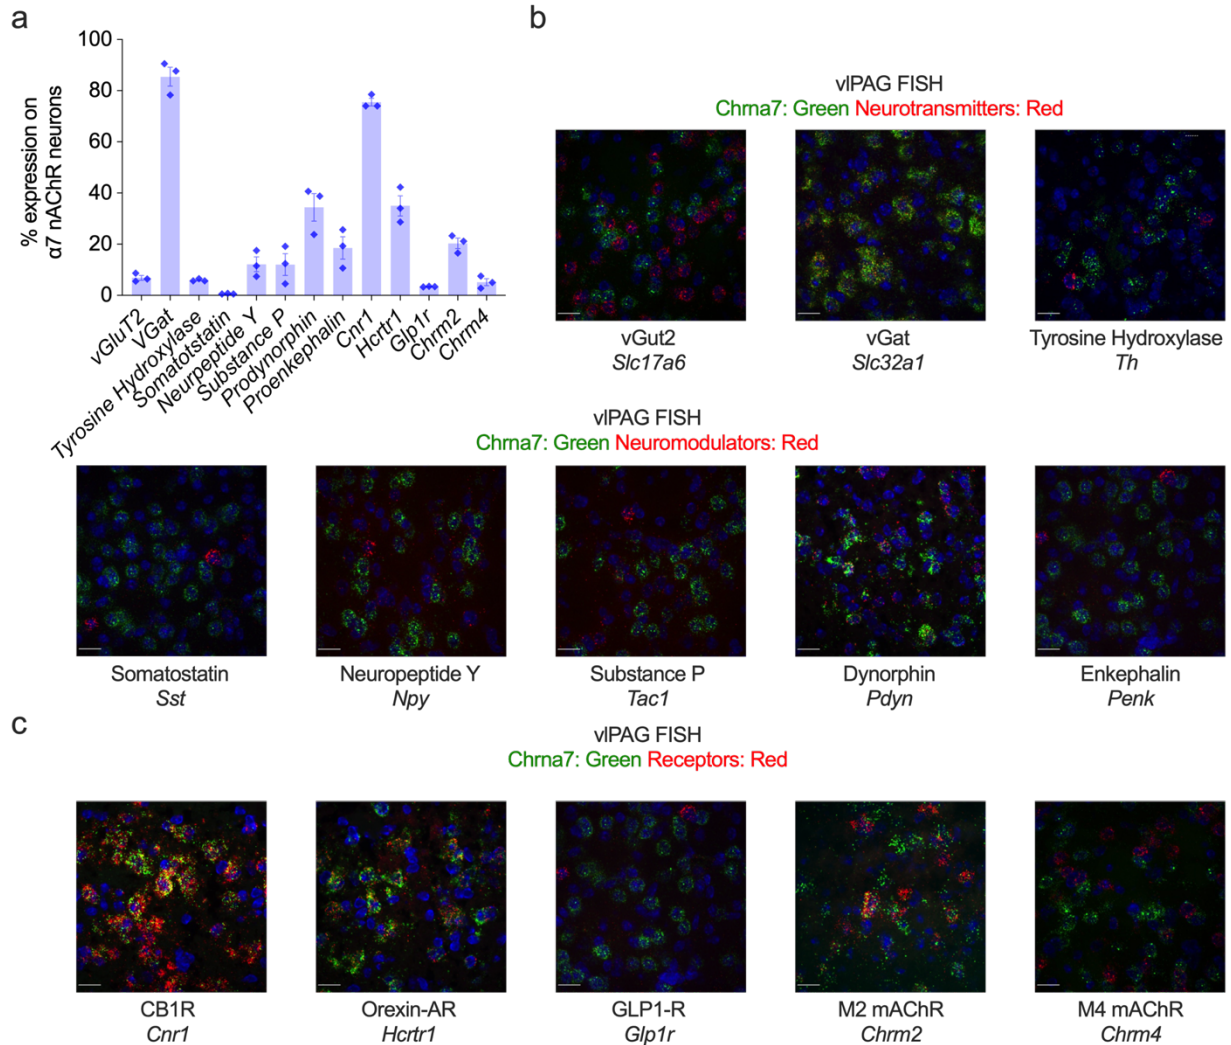 a
100
80
60
40
20
0
% expression on
α7 nAChR neurons
vGluT2
VGat
Tyrosine Hydroxylase
Somatotstatin
Neurpeptide Y
Substance P
Prodynorphin
Proenkephalin
Cnr1
Hcrtr1
Glp1r
Chrm2
Chrm4
b
vlPAG FISH
Chrna7: Green Neurotransmitters: Red
vGut2
Slc17a6
vGat
Slc32a1
Tyrosine Hydroxylase
Th
vlPAG FISH
Chrna7: Green Neuromodulators: Red
Somatostatin
Sst
Neuropeptide Y
Npy
Substance P
Tac1
Dynorphin
Pdyn
Enkephalin
Penk
c
vlPAG FISH
Chrna7: Green Receptors: Red
CB1R
Cnr1
Orexin-AR
Hcrtr1
GLP1-R
Glp1r
M2 mAChR
Chrm2
M4 mAChR
Chrm4